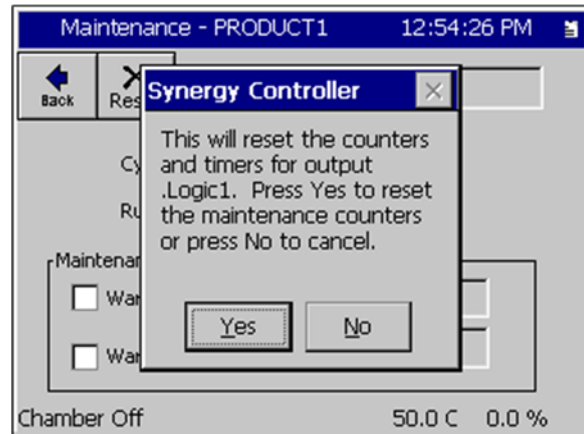 Maintenance - PRODUCT1 12:54:26 PM
Back
Synergy Controller
This will reset the counters
and timers for output
.Logic1. Press Yes to reset
the maintenance counters
or press No to cancel.
Yes No
Chamber Off 50.0 C 0.0 %